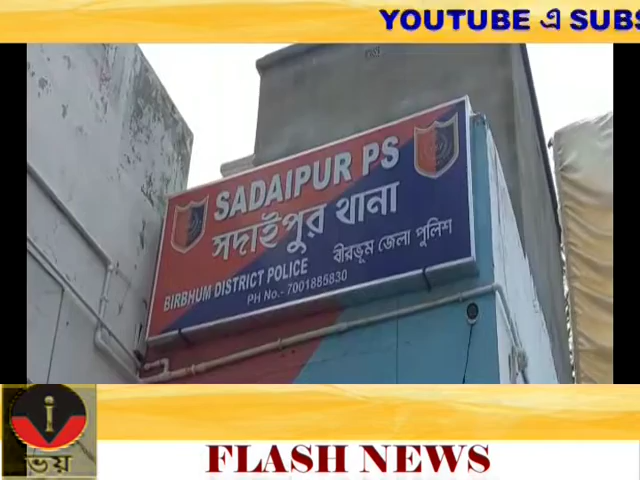 YOUTUBE এ SUBS
SADAIPUR PS
সদাইপুর থানা
BIRBHUM DISTRICT POLICE
বীরভূম জেলা পুলিশ
PH No.- 7001885830
i
ভয়
FLASH NEWS